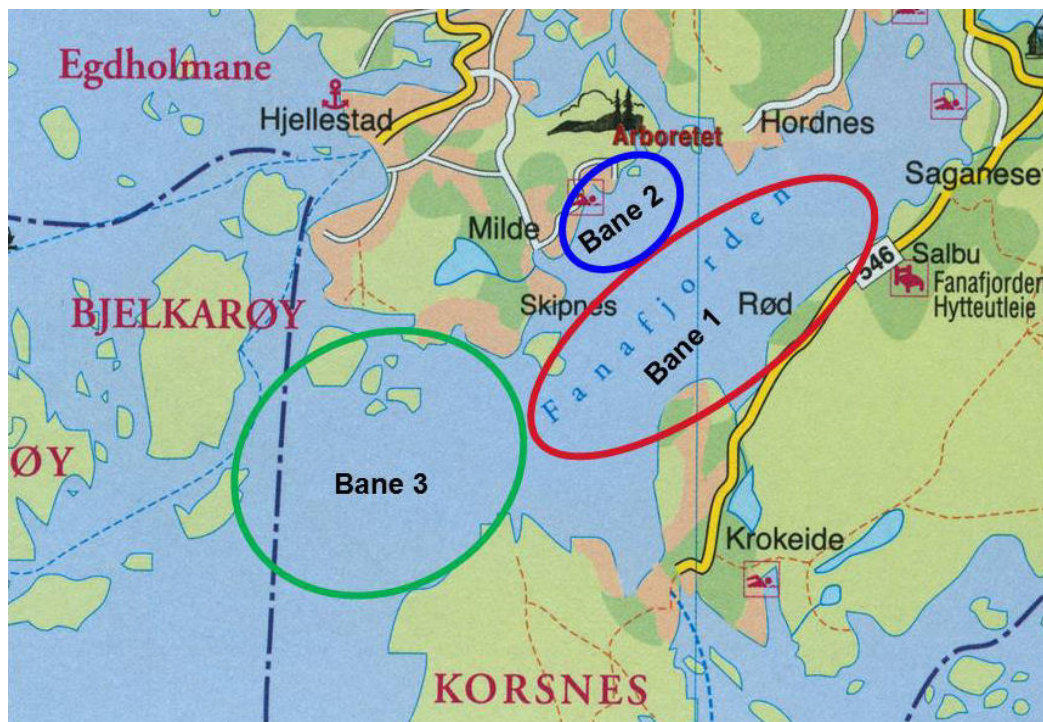 Egdholmane
Hjellestad
Arboretet
Hordnes
Saganeset
Milde
Bane 2
546
Salbu
Fanafjorden
Hytteutleie
BJELKARØY
Skipnes
Fanafjorden
Rød
Bane 1
ØY
Bane 3
Krokeide
KORSNES